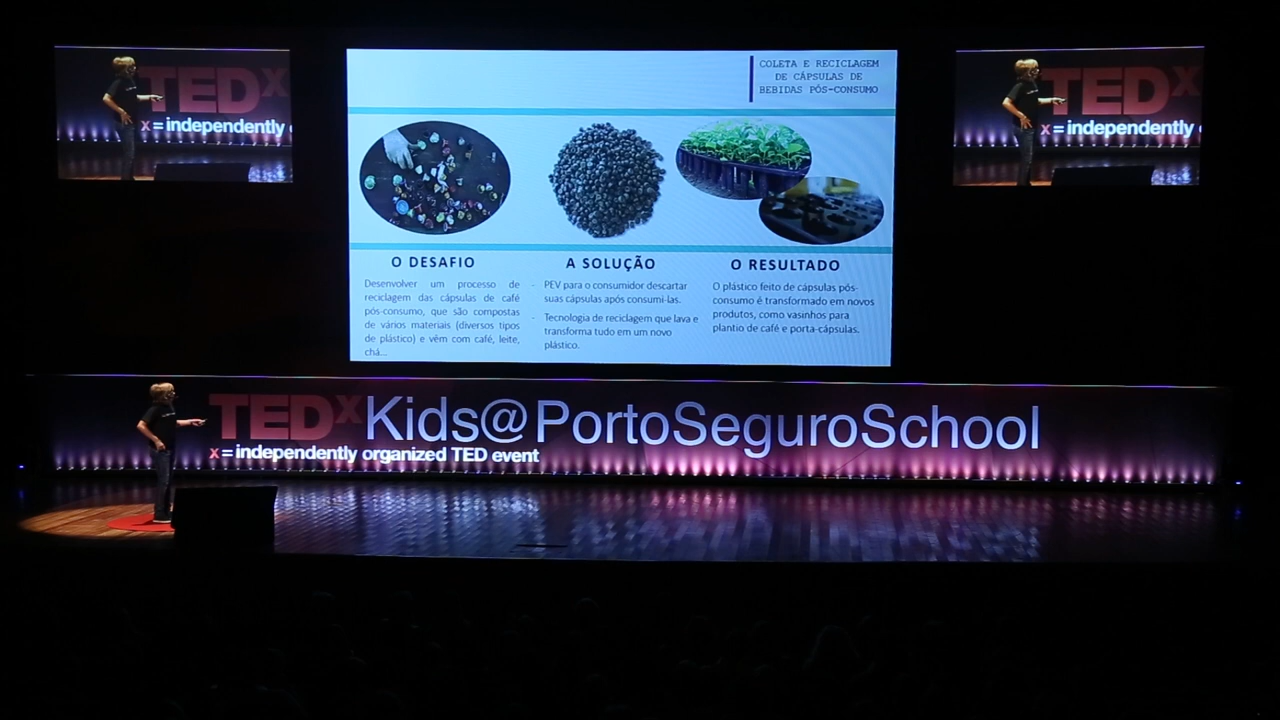 TEDx
x = independently
COLETA E RECICLAGEM
DE CÁPSULAS DE
BEBIDAS PÓS-CONSUMO
O DESAFIO
Desenvolver um processo de
reciclagem das cápsulas de café
pós-consumo, que são compostas
de vários materiais (diversos tipos
de plástico) e vêm com café, leite,
chá...
A SOLUÇÃO
- PEV para o consumidor descartar
suas cápsulas após consumi-las.
- Tecnologia de reciclagem que lava e
transforma tudo em um novo
plástico.
O RESULTADO
O plástico feito de cápsulas pós-
consumo é transformado em novos
produtos, como vasinhos para
plantio de café e porta-cápsulas.
TEDx
x = independently
TEDxKids@PortoSeguroSchool
x = independently organized TED event